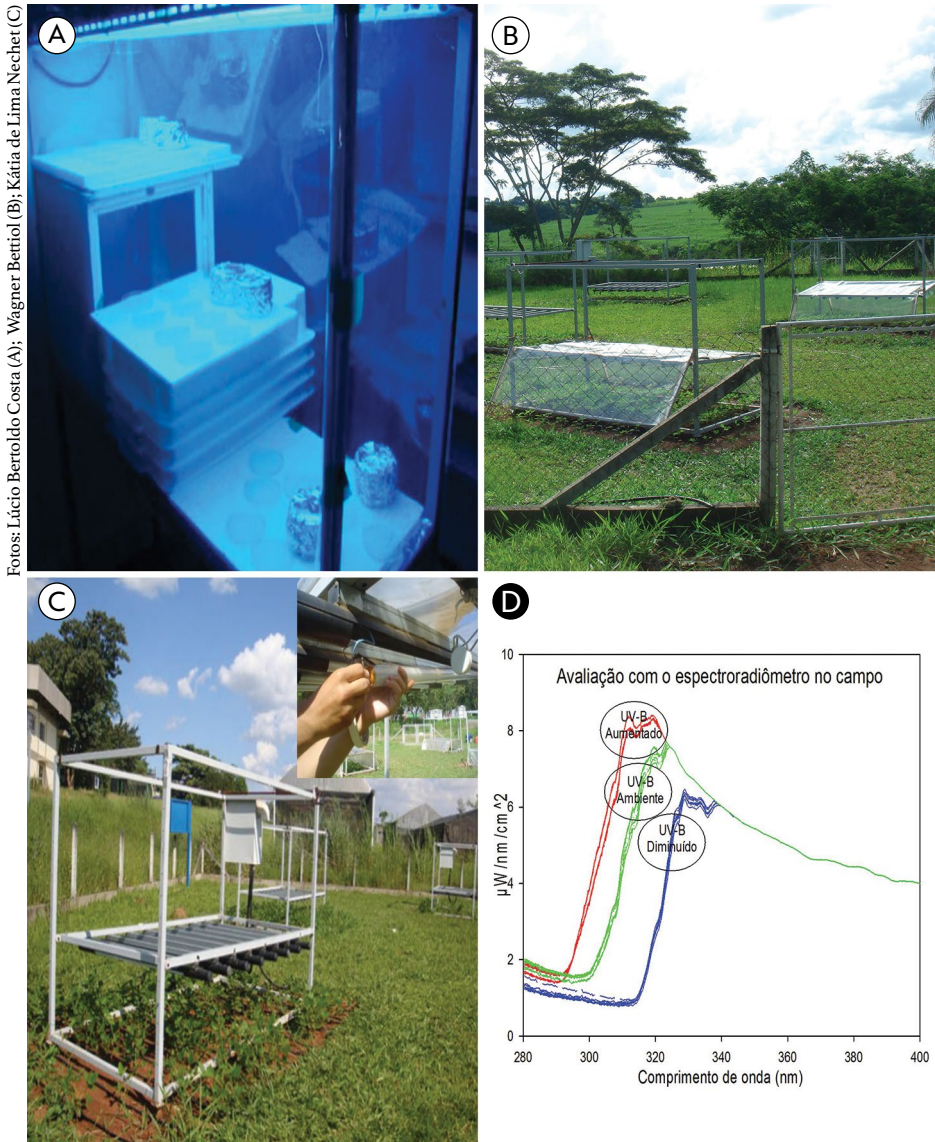 Fotos: Lúcio Bertoldo Costa (A); Wagner Bettiol (B); Kátia de Lima Nechet (C)
A
B
C
D
Avaliação com o espectroradiômetro no campo
UV-B
Aumentado
UV-B
Ambiente
UV-B
Diminuído
µW /nm /cm^2
10
8
6
4
2
0
280 300 320 340 360 380 400
Comprimento de onda (nm)